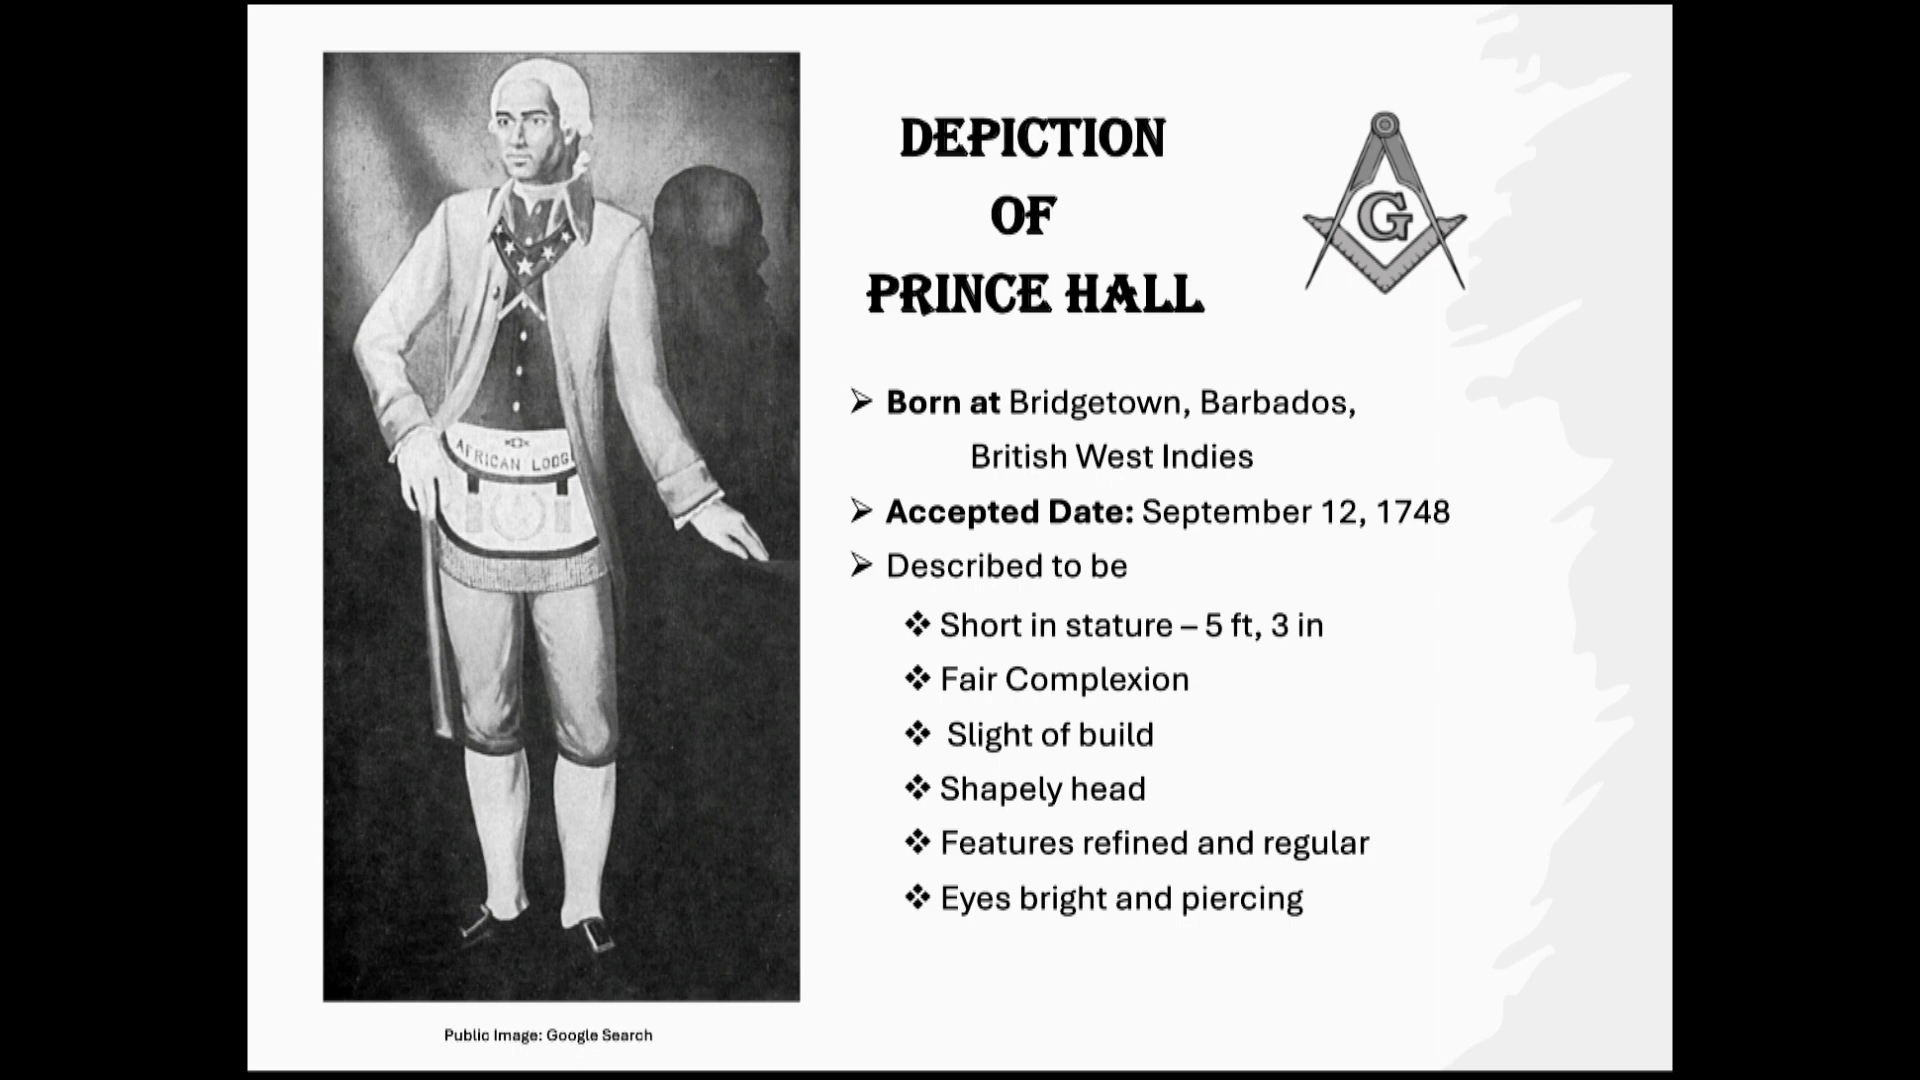 DEPICTION
OF
PRINCE HALL
G
AFRICAN LODG
Born at Bridgetown, Barbados,
British West Indies
Accepted Date: September 12, 1748
Described to be
Short in stature – 5 ft, 3 in
Fair Complexion
Slight of build
Shapely head
Features refined and regular
Eyes bright and piercing
Public Image: Google Search